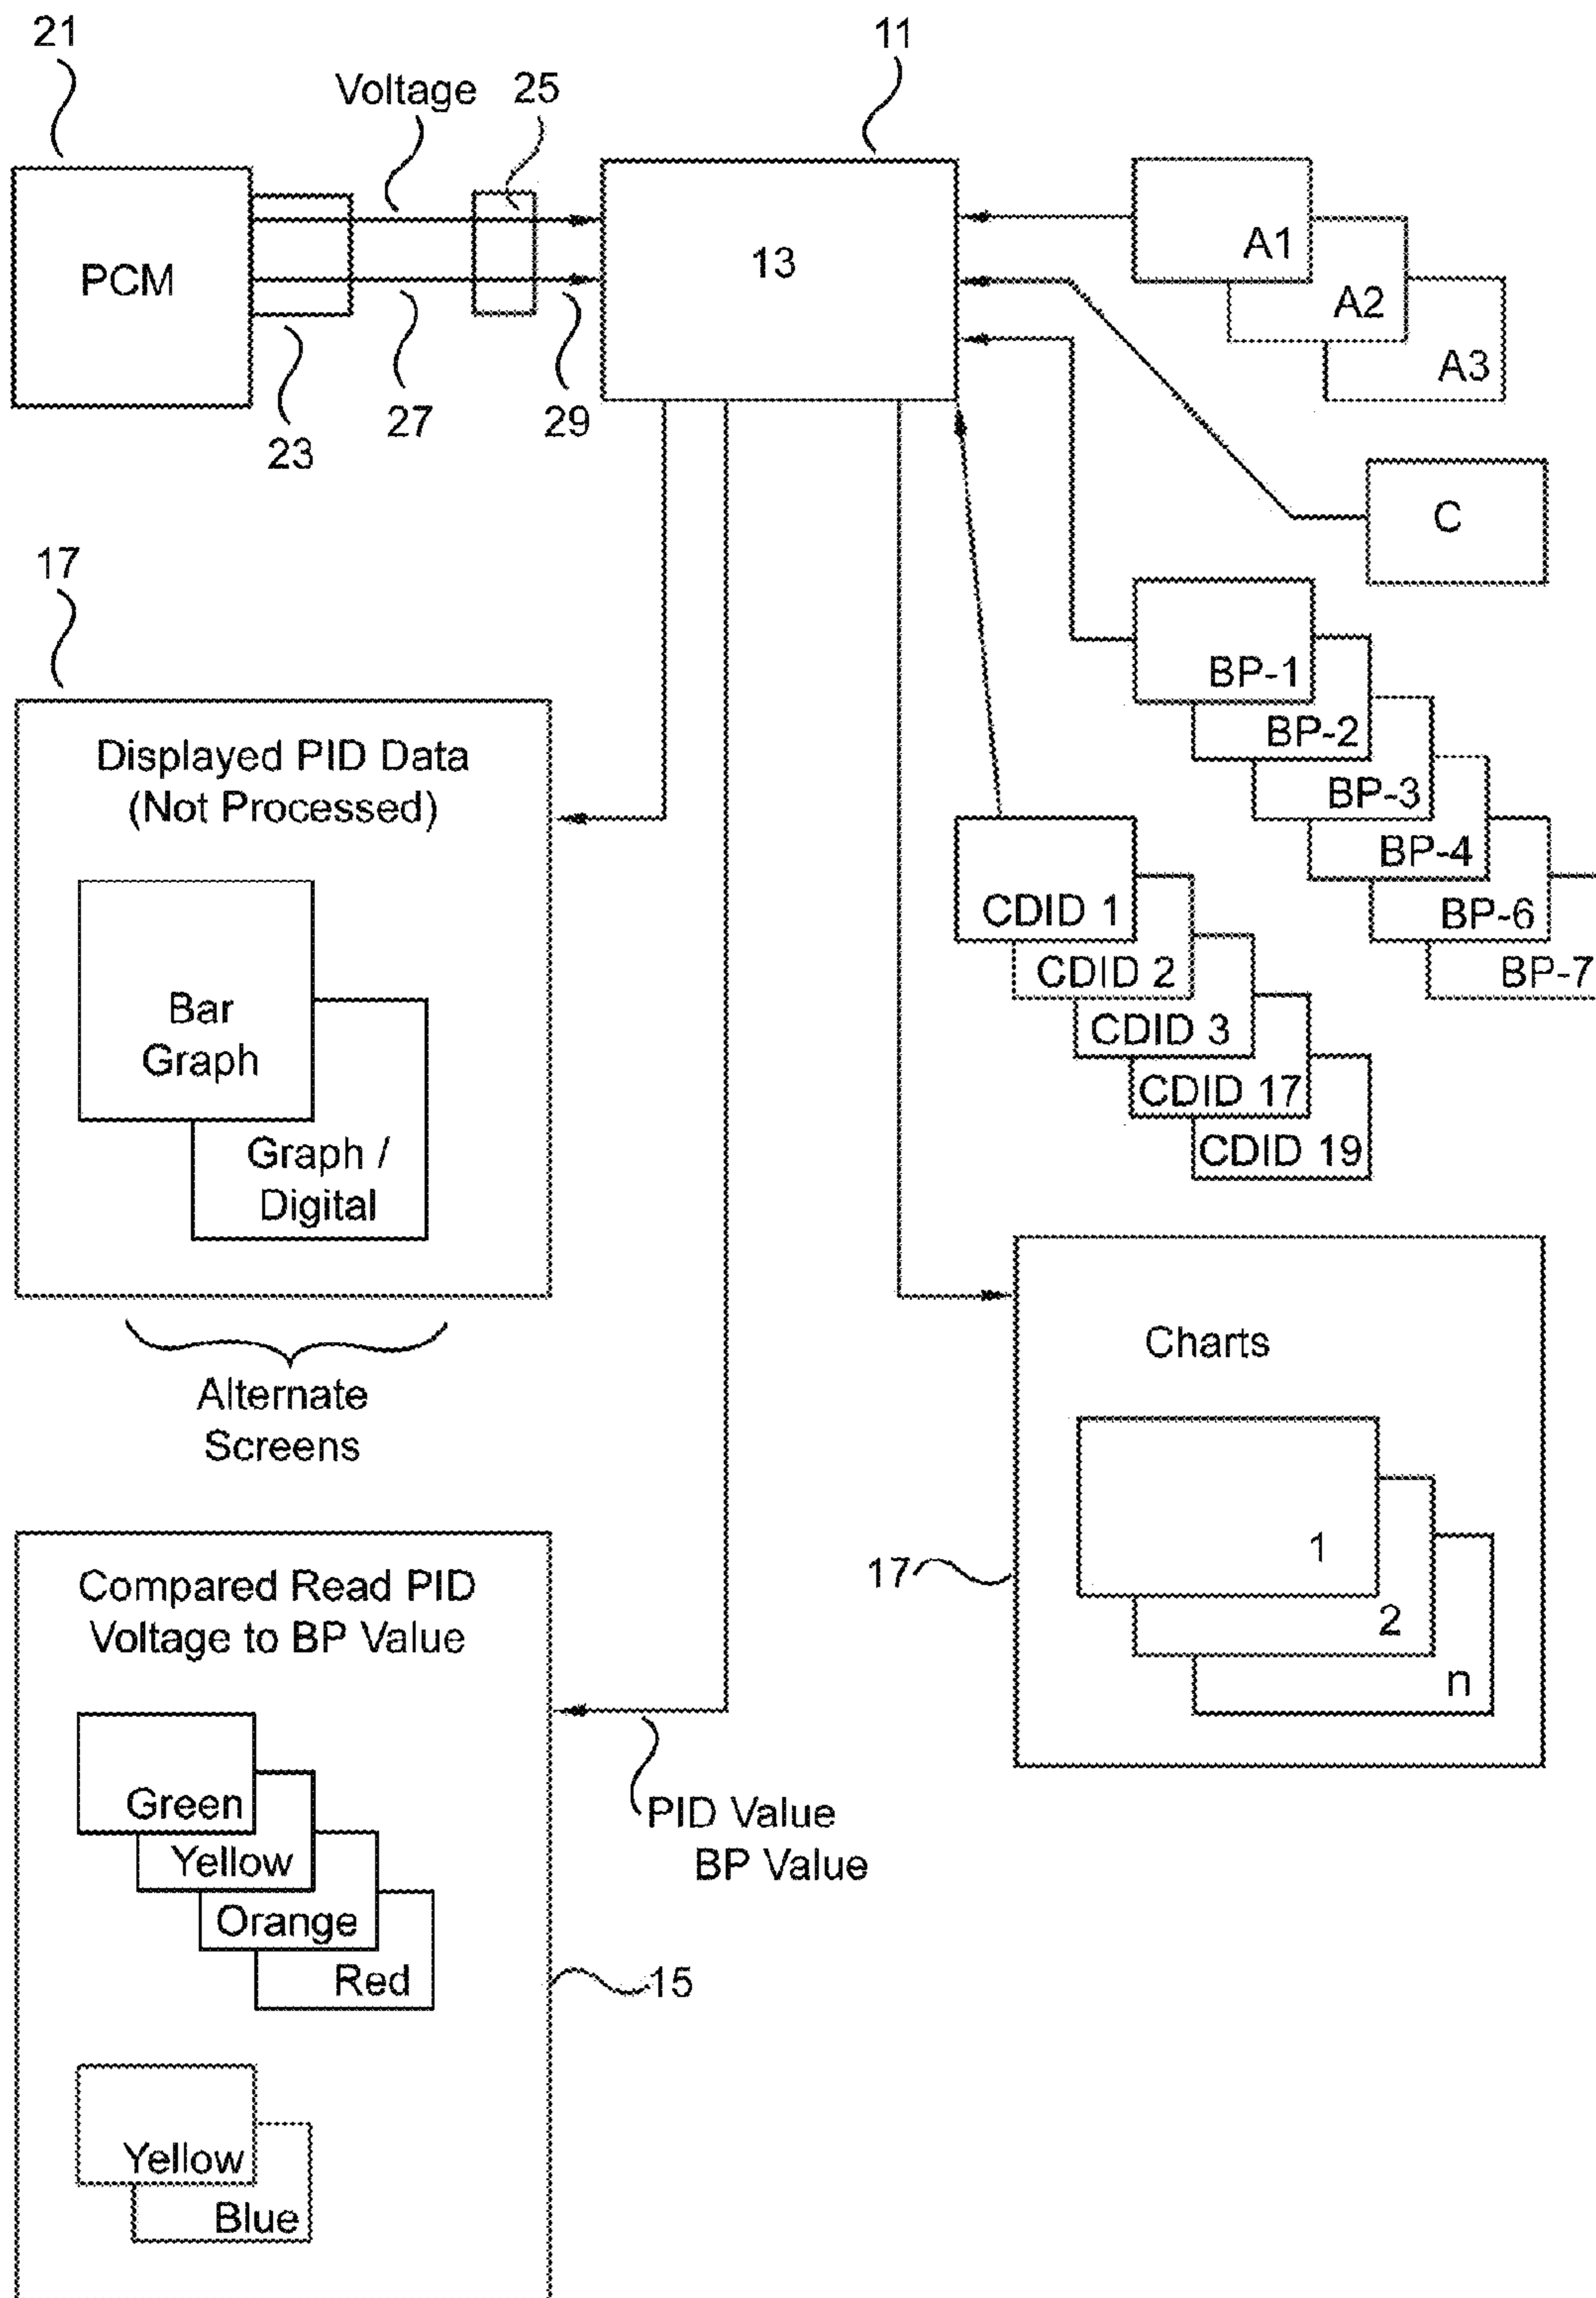 21
11
Voltage
25
PCM
13
A1
A2
A3
23
27
29
C
17
BP-1
BP-2
BP-3
BP-4
BP-6
BP-7
Displayed PID Data
(Not Processed)
Bar
Graph
Graph /
Digital
CDID 1
CDID 2
CDID 3
CDID 17
CDID 19
Alternate
Screens
Charts
1
2
n
17
Compared Read PID
Voltage to BP Value
Green
Yellow
Orange
Red
PID Value
BP Value
15
Yellow
Blue